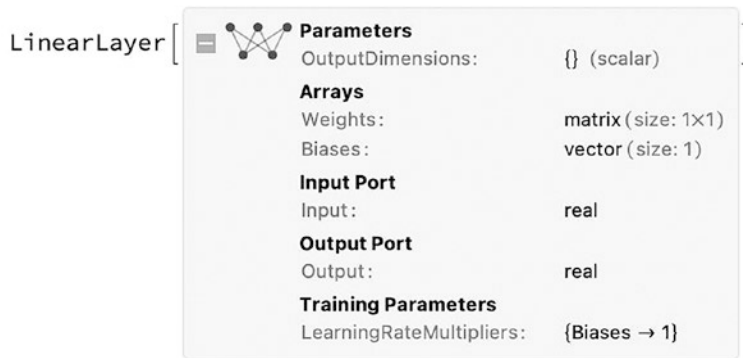 LinearLayer[
Parameters
OutputDimensions: {} (scalar)
Arrays
Weights: matrix (size: 1×1)
Biases: vector (size: 1)
Input Port
Input: real
Output Port
Output: real
Training Parameters
LearningRateMultipliers: {Biases → 1}
]